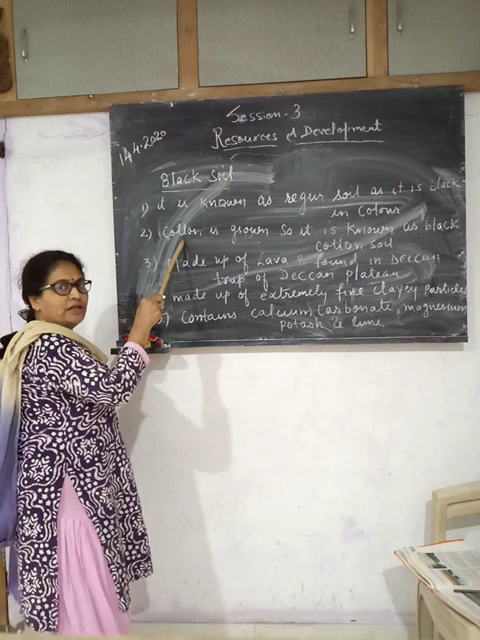 Session-3
14.4.2020
Resources & Development
Black Soil
1) it is known as regur soil as it is black
in colour
2) Cotton is grown so it is known as black
cotton soil
3) Made up of Lava & found in Deccan
trap of Deccan plateau
made up of extremely fine clayey particles
) Contains calcium Carbonate, magnesium
potash & lime